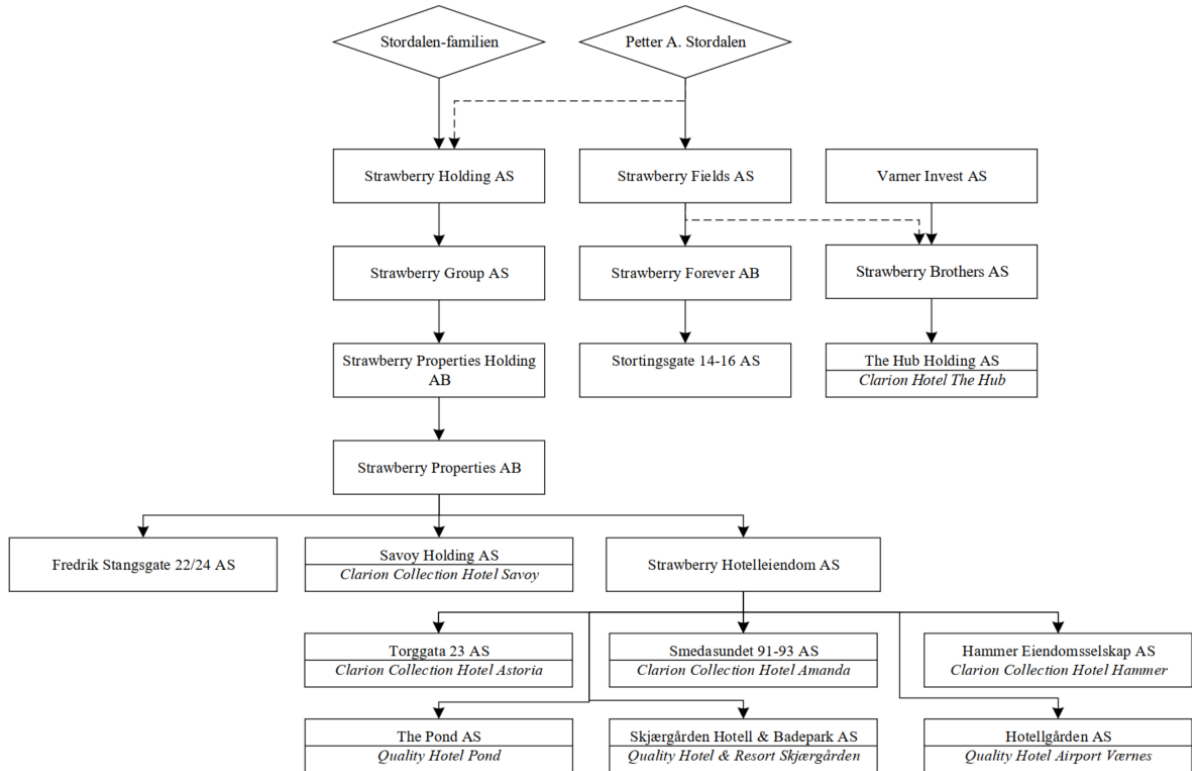 Stordalen-familien
Petter A. Stordalen
Strawberry Holding AS
Strawberry Fields AS
Varner Invest AS
Strawberry Group AS
Strawberry Forever AB
Strawberry Brothers AS
Strawberry Properties Holding
AB
Stortingsgate 14-16 AS
The Hub Holding AS
Clarion Hotel The Hub
Strawberry Properties AB
Fredrik Stangsgate 22/24 AS
Savoy Holding AS
Clarion Collection Hotel Savoy
Strawberry Hotelleiendom AS
Torggata 23 AS
Clarion Collection Hotel Astoria
Smedasundet 91-93 AS
Clarion Collection Hotel Amanda
Hammer Eiendomsselskap AS
Clarion Collection Hotel Hammer
The Pond AS
Quality Hotel Pond
Skjærgården Hotell & Badepark AS
Quality Hotel & Resort Skjærgården
Hotellgården AS
Quality Hotel Airport Værnes